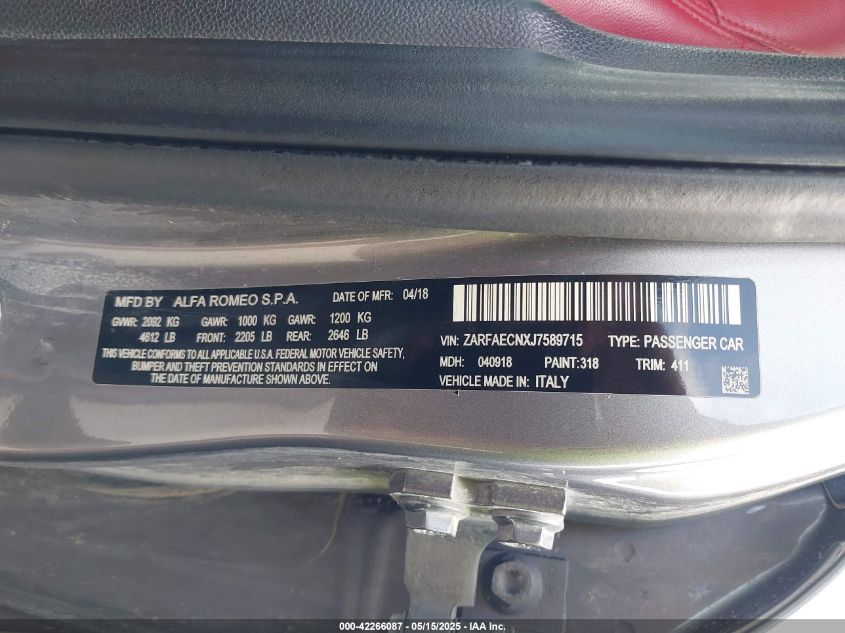 MFD BY ALFA ROMEO S.P.A. DATE OF MFR: 04/18
GVWR: 2092 KG GAWR: 1000 KG GAWR: 1200 KG
4612 LB FRONT: 2205 LB REAR: 2646 LB
THIS VEHICLE CONFORMS TO ALL APPLICABLE U.S.A. FEDERAL MOTOR VEHICLE SAFETY,
BUMPER AND THEFT PREVENTION STANDARDS IN EFFECT ON
THE DATE OF MANUFACTURE SHOWN ABOVE.
VIN: ZARFAECNXJ7589715 TYPE: PASSENGER CAR
MDH: 040918 PAINT:318 TRIM: 411
VEHICLE MADE IN: ITALY
000-42266087 - 05/15/2025 - IAA Inc.